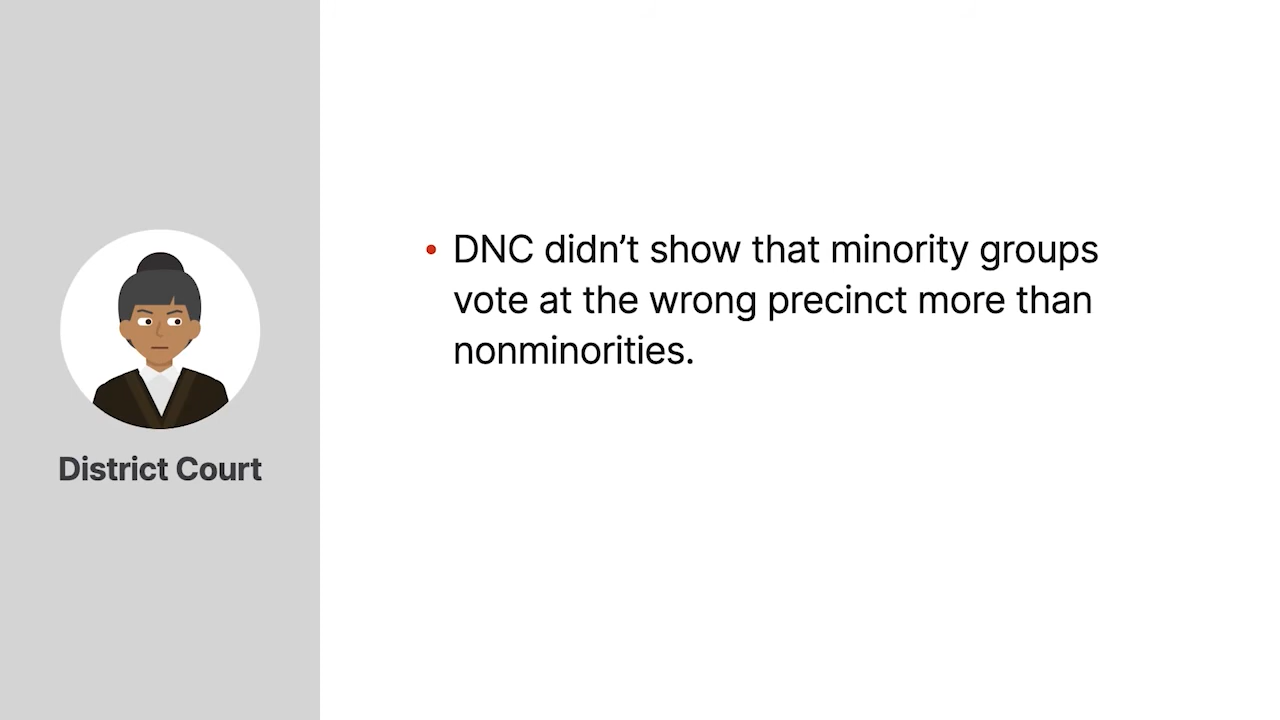 • DNC didn’t show that minority groups
vote at the wrong precinct more than
nonminorities.
District Court